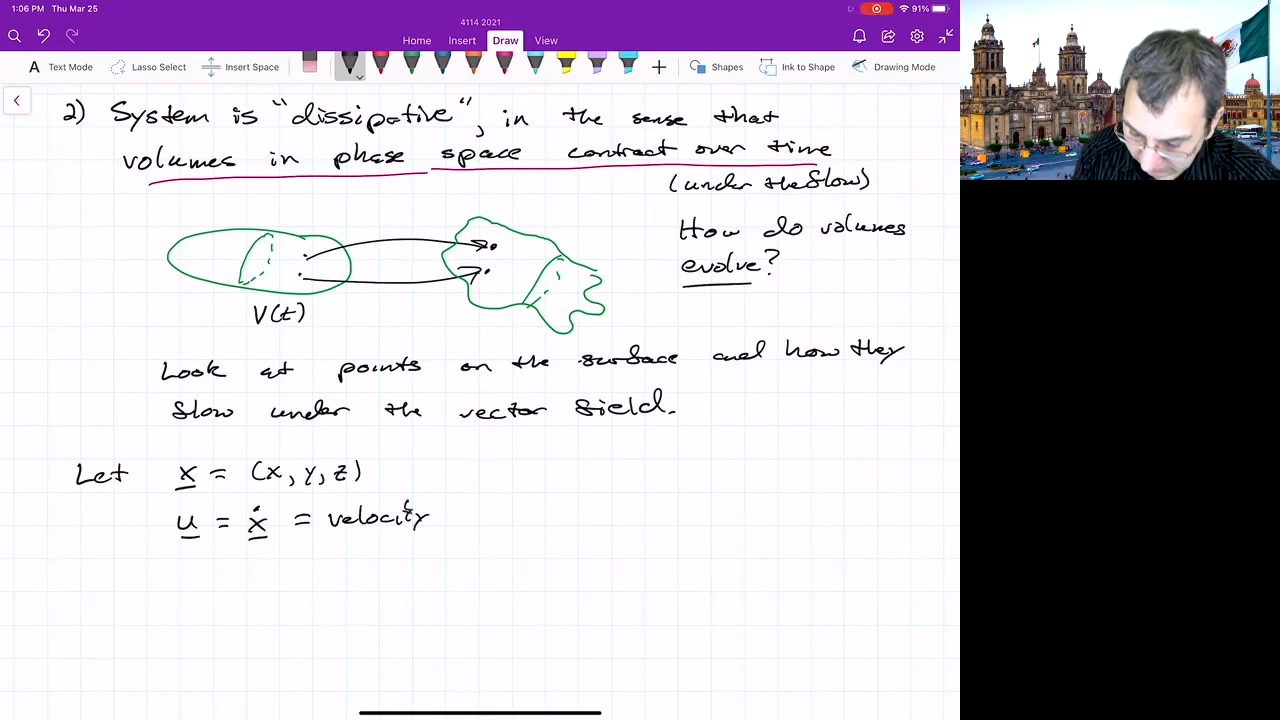 1:06 PM Thu Mar 25
91%
4114 2021
Home Insert Draw View
Text Mode Lasso Select Insert Space Shapes Ink to Shape Drawing Mode
2) System is "dissipative", in the sense that
volumes in phase space contract over time
(under the flow)
How do volumes
evolve?
V(t)
Look at points on the surface and how they
flow under the vector field.
Let x = (x, y, z)
u = ẋ = velocity